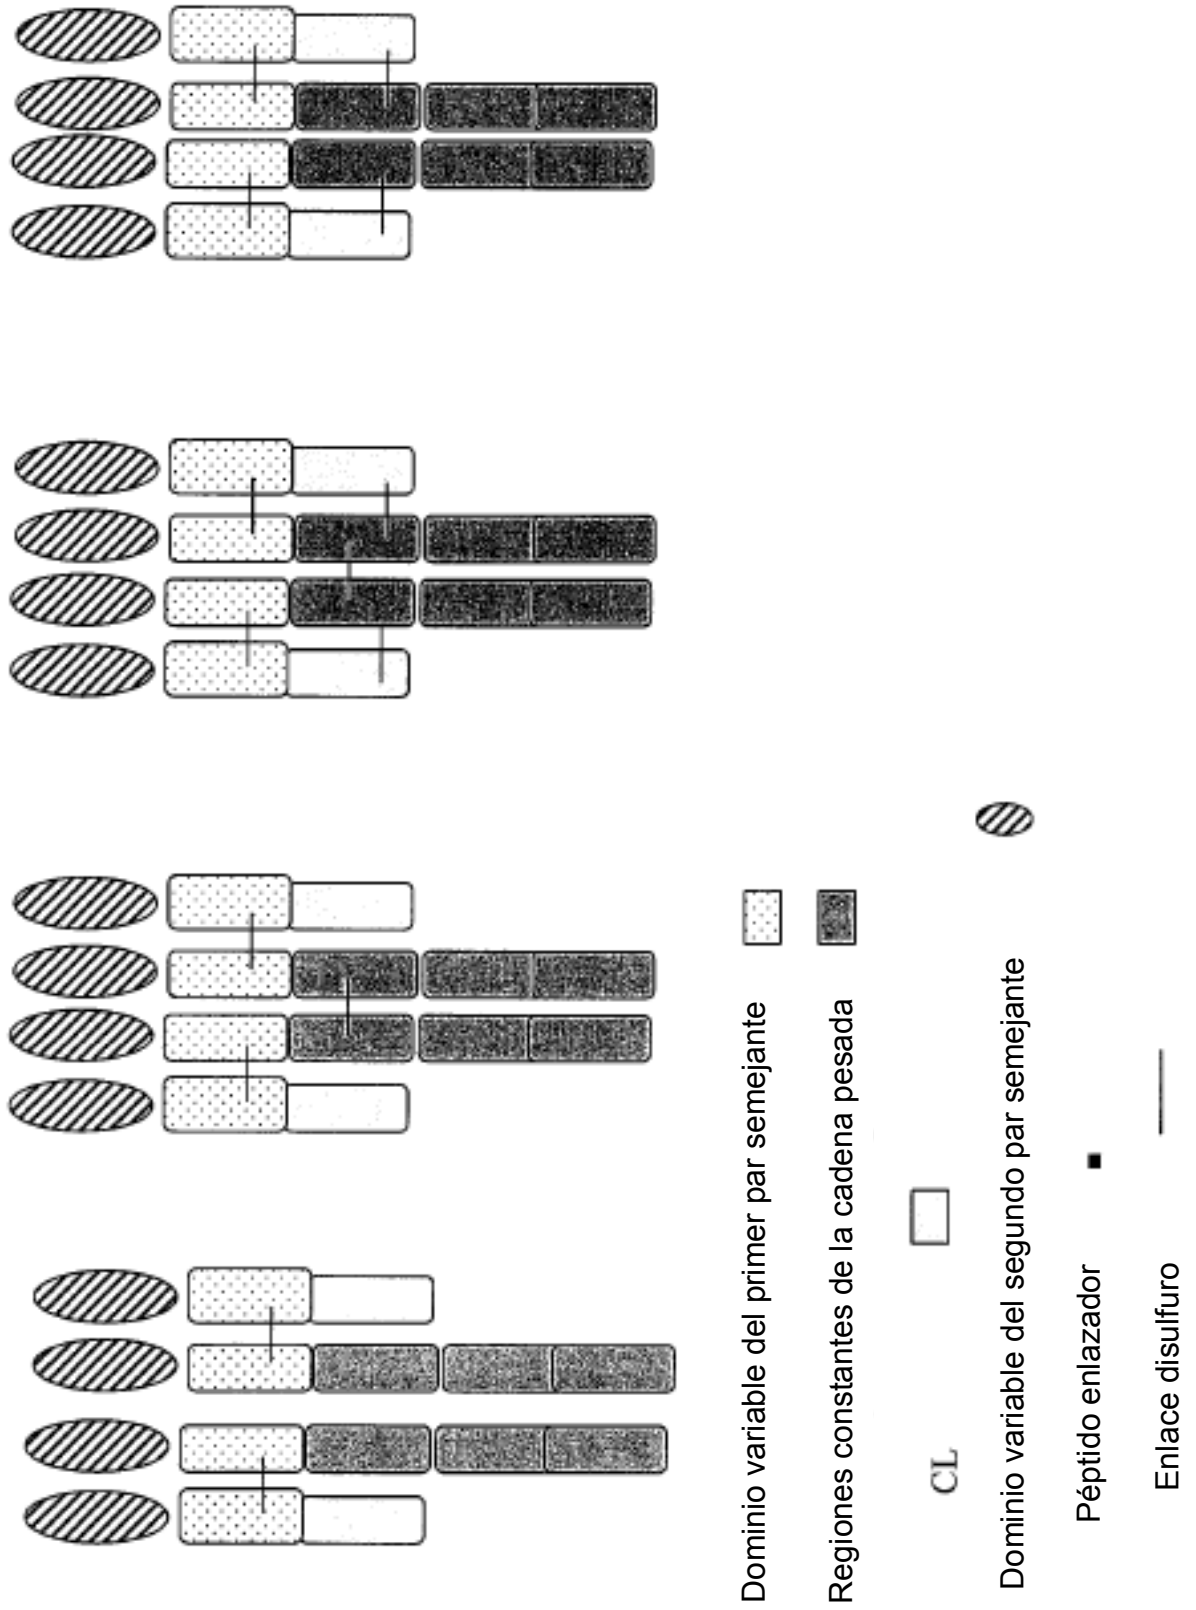 Dominio variable del primer par semejante
Regiones constantes de la cadena pesada
CL
Dominio variable del segundo par semejante
Péptido enlazador
Enlace disulfuro